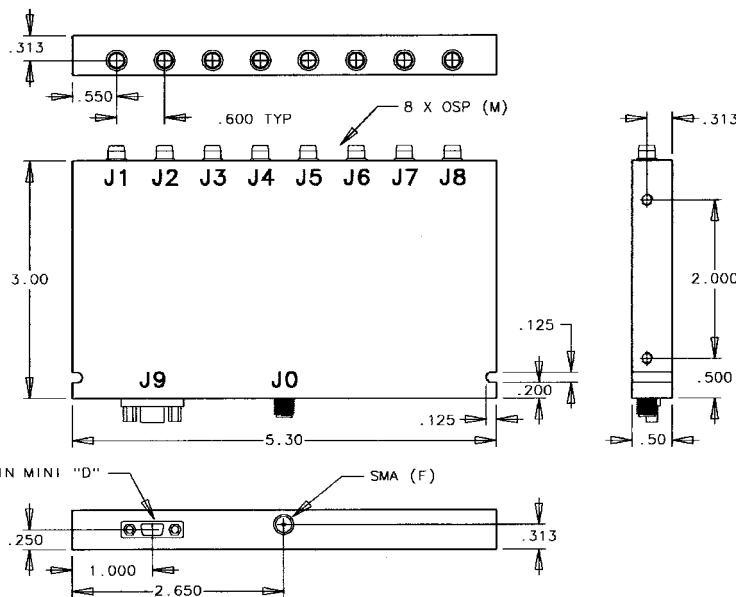 .313
.550
.600 TYP
8 X OSP (M)
.313
J1 J2 J3 J4 J5 J6 J7 J8
3.00
2.000
.125
J9 J0
.200
.500
.125
5.30
.50
IN MINI "D"
SMA (F)
.250
.313
1.000
2.650